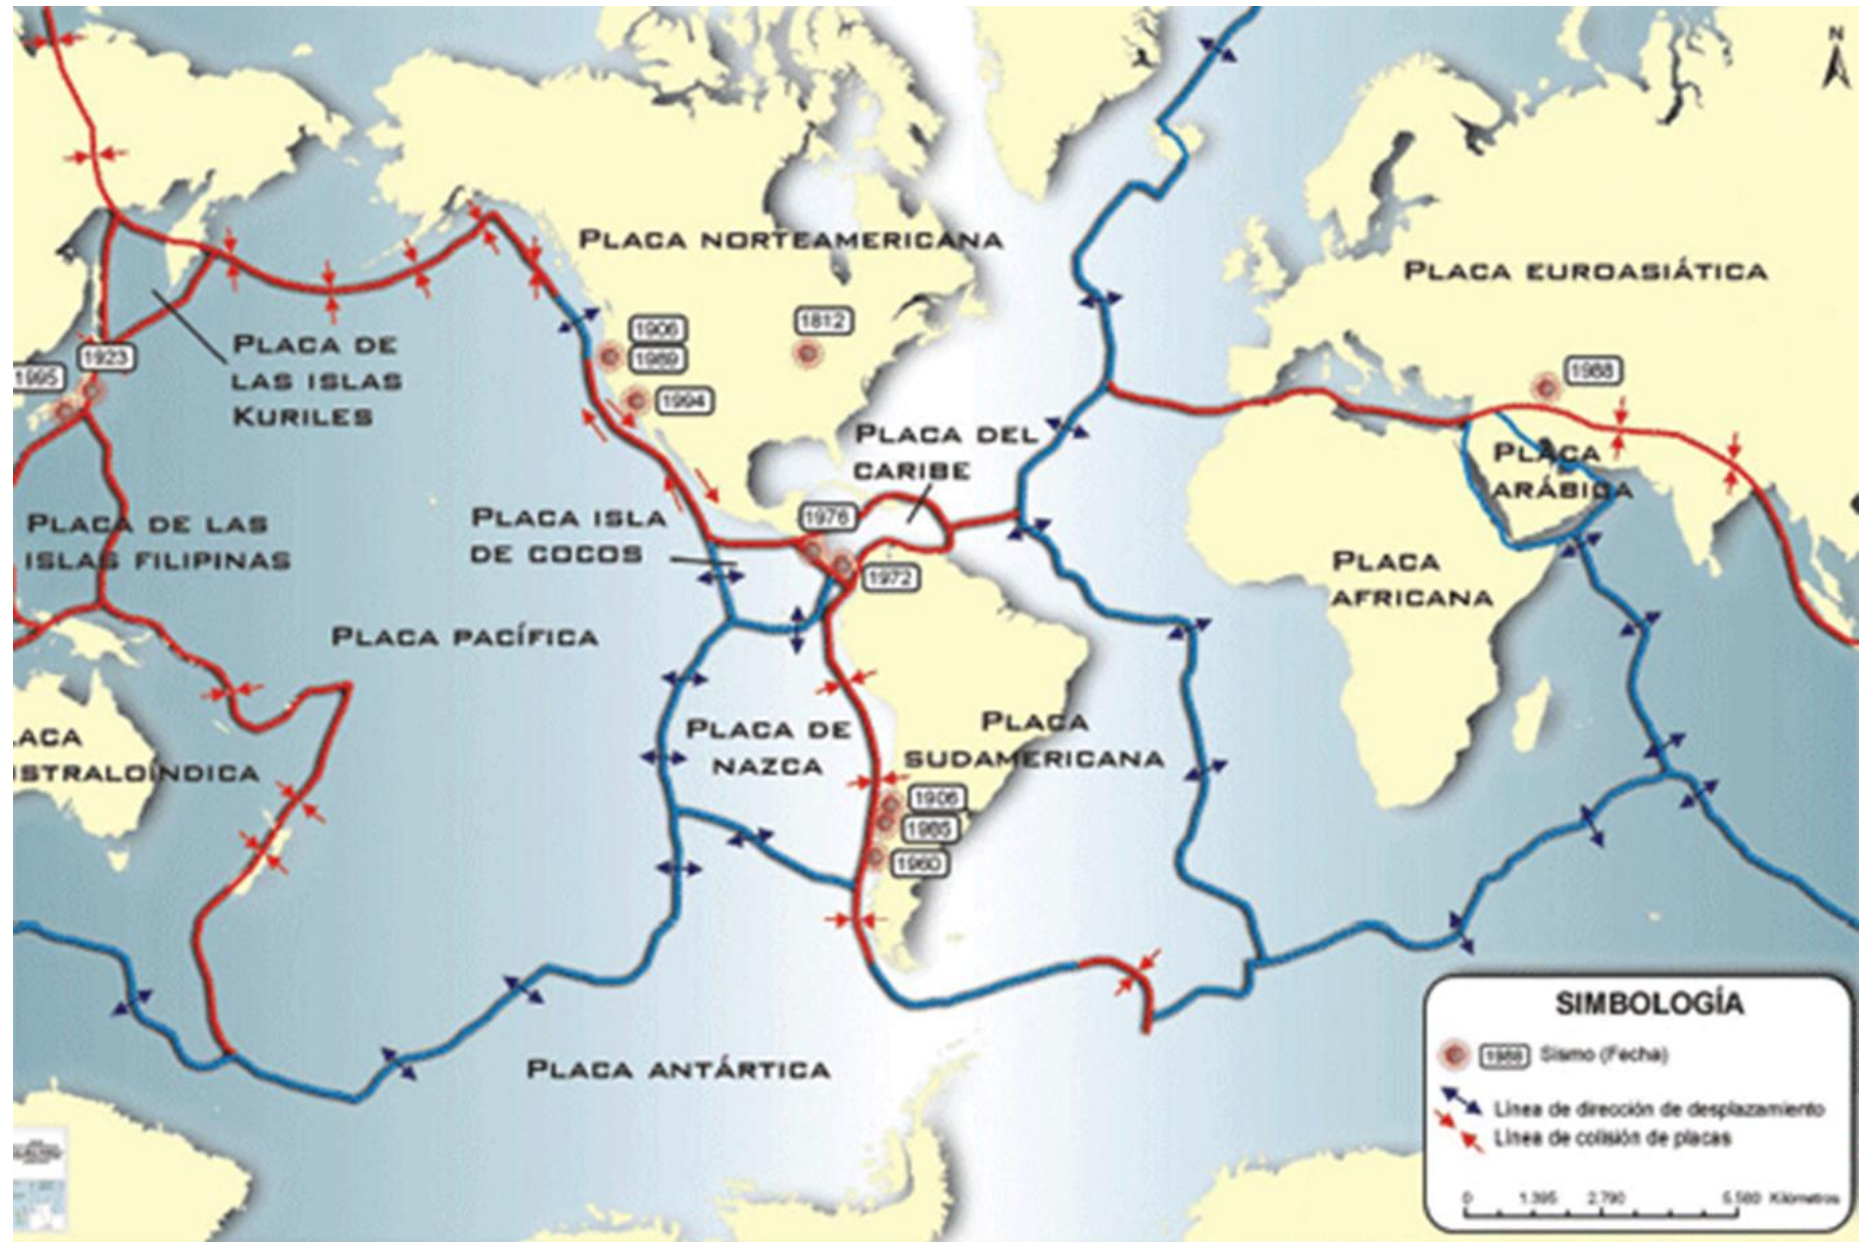 N
PLACA NORTEAMERICANA
PLACA EUROASIÁTICA
1906
1812
PLACA DE
LAS ISLAS
KURILES
1923
1989
1995
1988
1994
PLACA DEL
CARIBE
PLACA
ARÁBIGA
PLACA DE LAS
ISLAS FILIPINAS
PLACA ISLA
DE COCOS
1976
1972
PLACA
AFRICANA
PLACA PACÍFICA
LACA
USTRALOÍNDICA
PLACA DE
NAZCA
PLACA
SUDAMERICANA
1906
1985
1960
PLACA ANTÁRTICA
SIMBOLOGÍA
1988 Sismo (Fecha)
Línea de dirección de desplazamiento
Línea de colisión de placas
0 1.395 2.790 5.580 Kilómetros